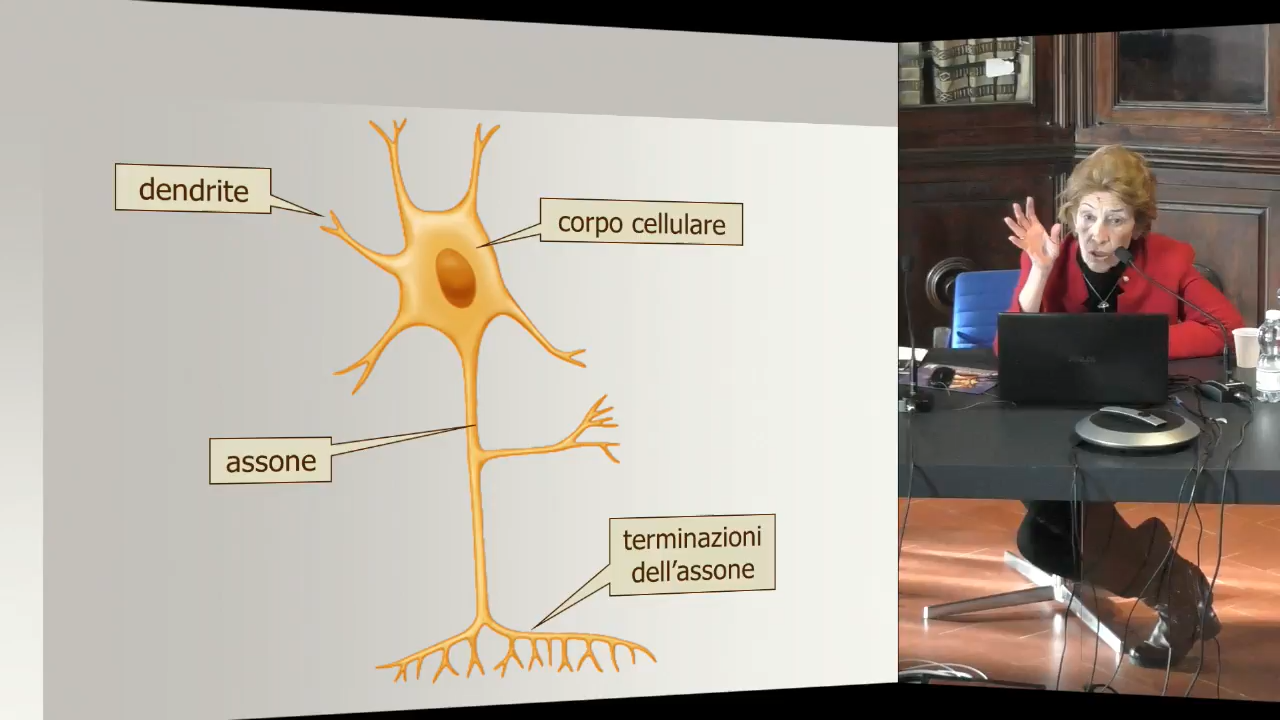 dendrite
corpo cellulare
assone
terminazioni
dell'assone